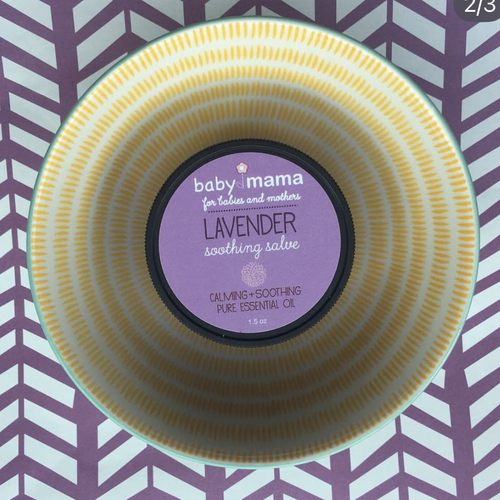 2/3
baby mama
for babies and mothers
LAVENDER
soothing salve
CALMING + SOOTHING
PURE ESSENTIAL OIL
1.5 oz